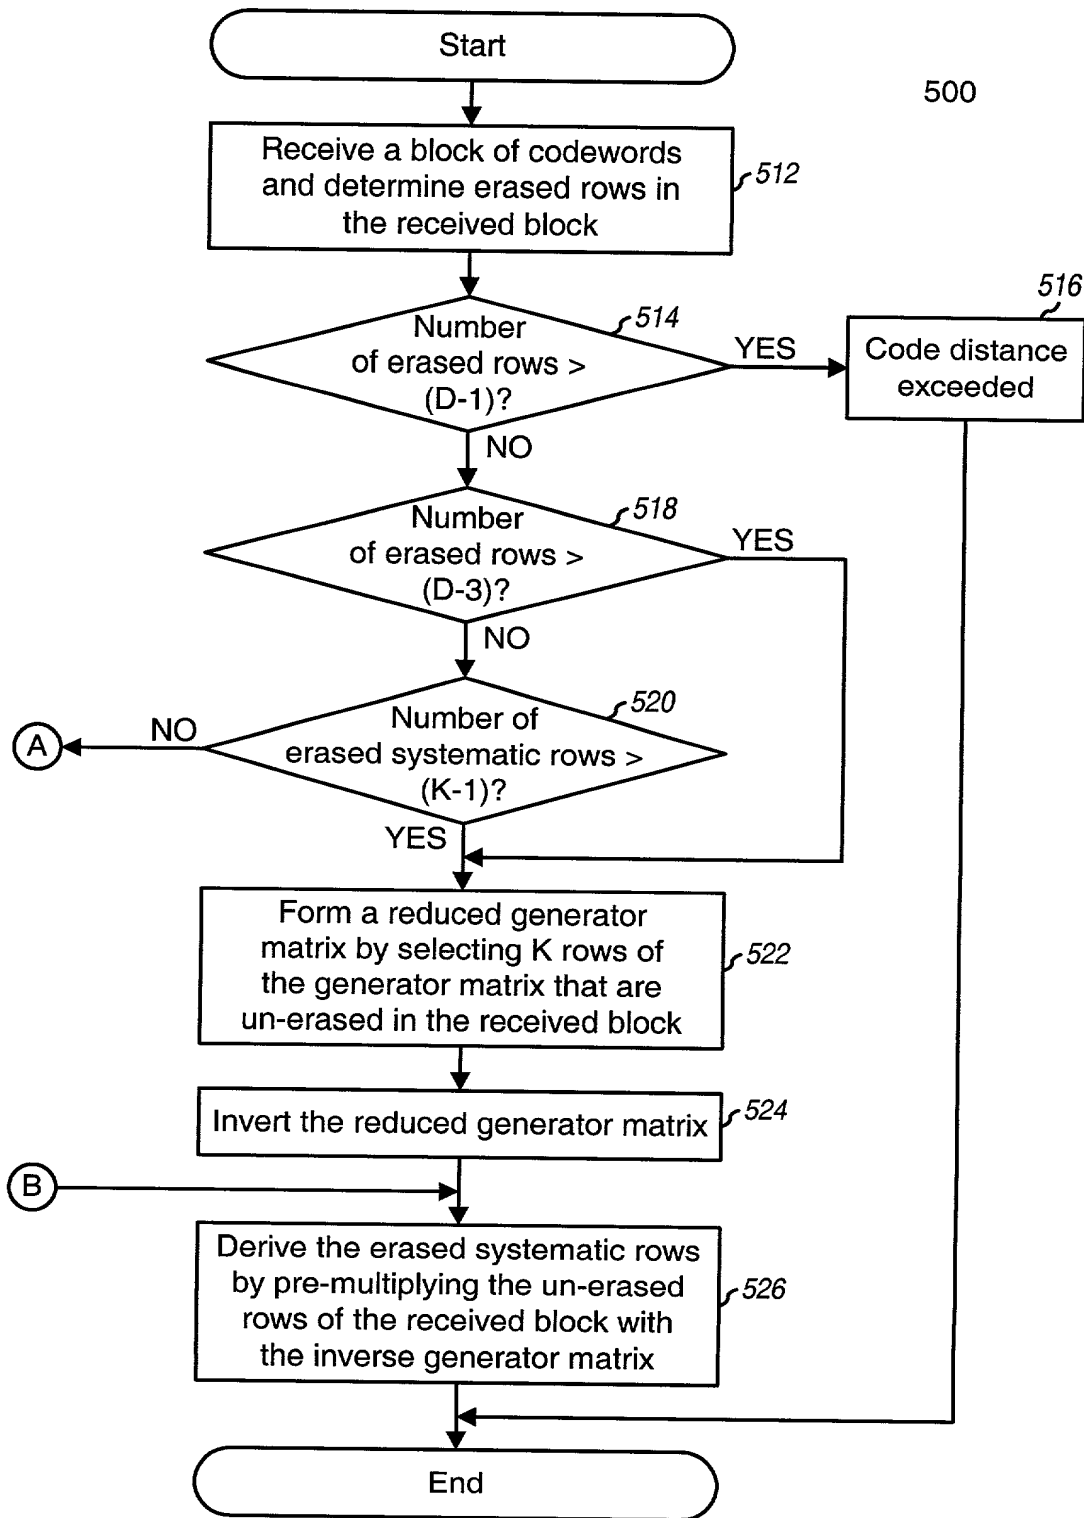 Start
500
Receive a block of codewords
and determine erased rows in
the received block
512
516
Number
of erased rows >
(D-1)?
514
YES
Code distance
exceeded
NO
Number
of erased rows >
(D-3)?
518
YES
NO
Number of
erased systematic rows >
(K-1)?
520
NO
A
YES
Form a reduced generator
matrix by selecting K rows of
the generator matrix that are
un-erased in the received block
522
Invert the reduced generator matrix
524
B
Derive the erased systematic rows
by pre-multiplying the un-erased
rows of the received block with
the inverse generator matrix
526
End